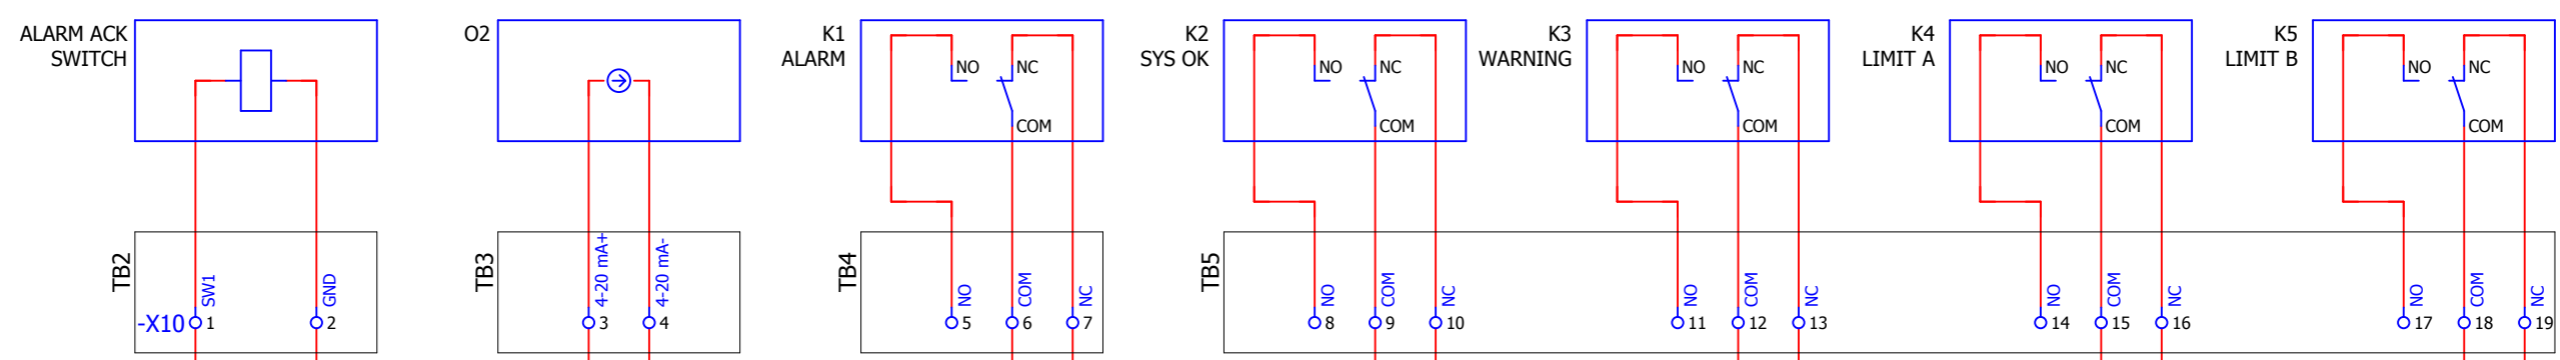 ALARM ACK
SWITCH
O2
K1
ALARM
K2
SYS OK
K3
WARNING
K4
LIMIT A
K5
LIMIT B
NO NC
COM
NO NC
COM
NO NC
COM
NO NC
COM
NO NC
COM
TB2
SW1
GND
-X10 1 2
TB3
4-20 mA+
4-20 mA-
3 4
TB4
NO
COM
NC
5 6 7
TB5
NO
COM
NC
8 9 10
NO
COM
NC
11 12 13
NO
COM
NC
14 15 16
NO
COM
NC
17 18 19